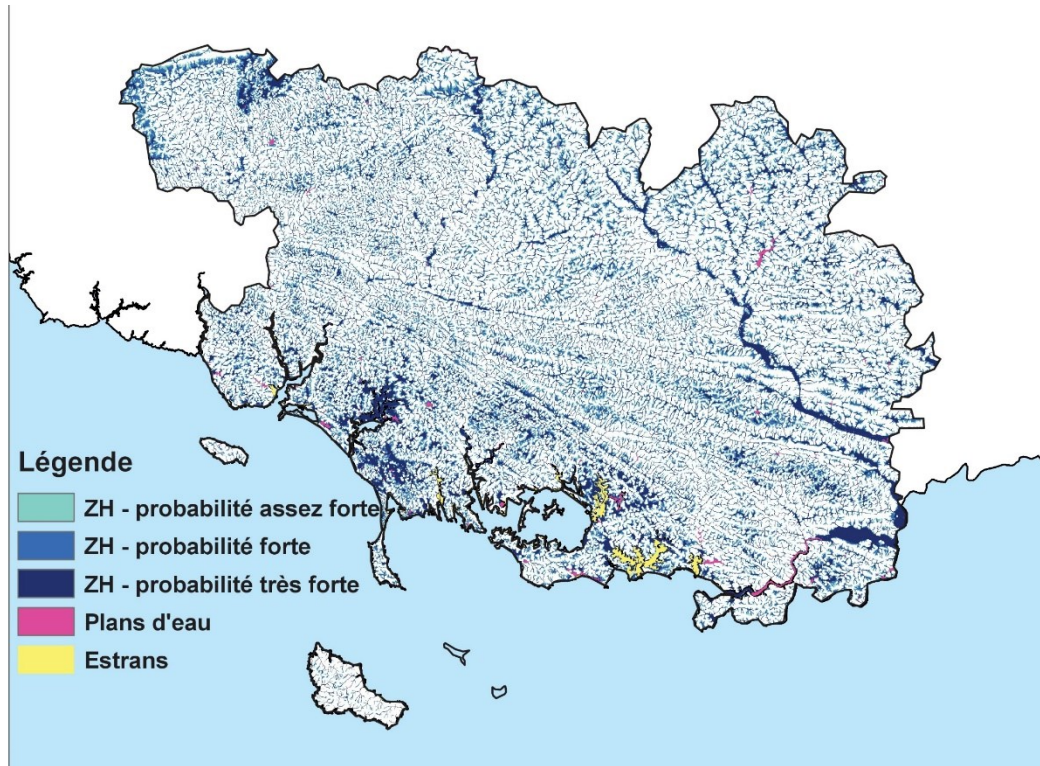 Légende
ZH - probabilité assez forte
ZH - probabilité forte
ZH - probabilité très forte
Plans d'eau
Estrans